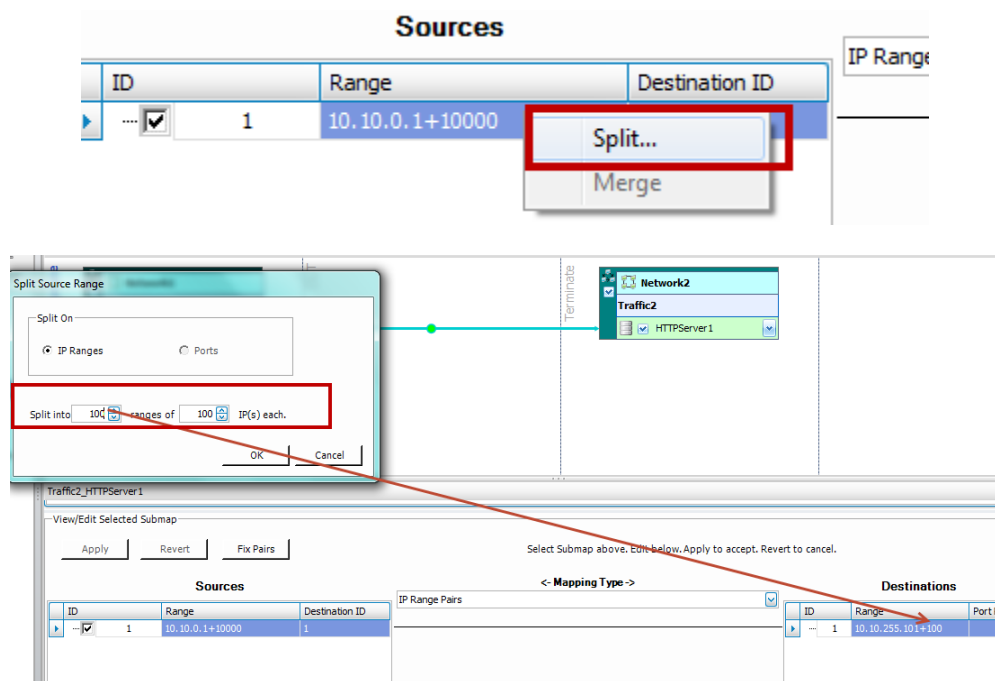 Sources
IP Range
ID Range Destination ID
1 10.10.0.1+10000
Split...
Merge
Split Source Range
Split On
IP Ranges Ports
Split into 100 ranges of 100 IP(s) each.
OK Cancel
Terminate
Network2
Traffic2
HTTPServer1
Traffic2_HTTPServer1
View/Edit Selected Submap
Apply Revert Fix Pairs
Select Submap above. Edit below. Apply to accept. Revert to cancel.
Sources
<- Mapping Type ->
Destinations
IP Range Pairs
ID Range Destination ID
ID Range Port
1 10.10.0.1+10000 1
1 10.10.255.101+100